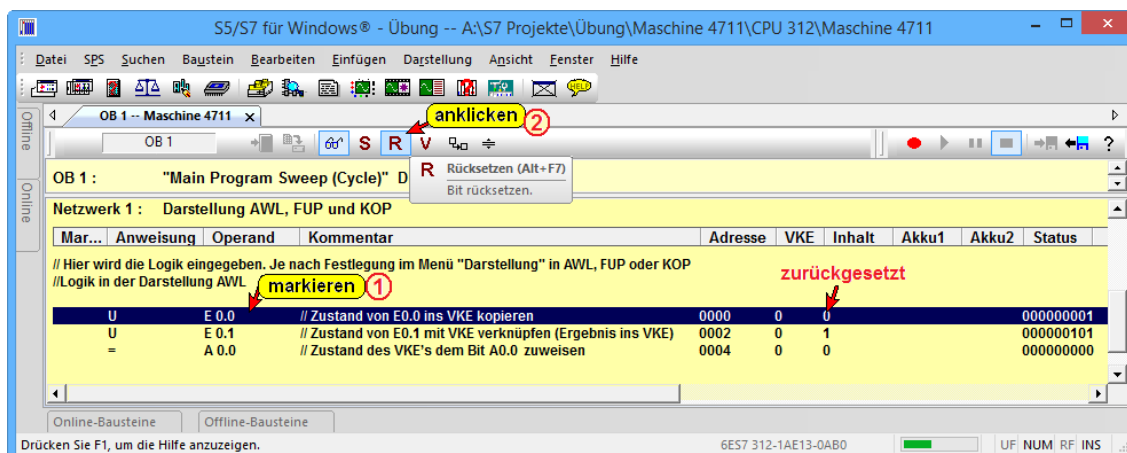 S5/S7 für Windows® - Übung -- A:\S7 Projekte\Übung\Maschine 4711\CPU 312\Maschine 4711
Datei SPS Suchen Baustein Bearbeiten Einfügen Darstellung Ansicht Fenster Hilfe
HELP
Offline
Online
OB 1 -- Maschine 4711 x
anklicken 2
OB 1 S R V ?
R Rücksetzen (Alt+F7)
Bit rücksetzen.
OB 1 : "Main Program Sweep (Cycle)" D
Netzwerk 1 : Darstellung AWL, FUP und KOP
Mar... Anweisung Operand Kommentar Adresse VKE Inhalt Akku1 Akku2 Status
// Hier wird die Logik eingegeben. Je nach Festlegung im Menü "Darstellung" in AWL, FUP oder KOP
//Logik in der Darstellung AWL
markieren 1
zurückgesetzt
U E 0.0 // Zustand von E0.0 ins VKE kopieren 0000 0 0 000000001
U E 0.1 // Zustand von E0.1 mit VKE verknüpfen (Ergebnis ins VKE) 0002 0 1 000000101
= A 0.0 // Zustand des VKE's dem Bit A0.0 zuweisen 0004 0 0 000000000
Online-Bausteine Offline-Bausteine
Drücken Sie F1, um die Hilfe anzuzeigen. 6ES7 312-1AE13-0AB0 UF NUM RF INS